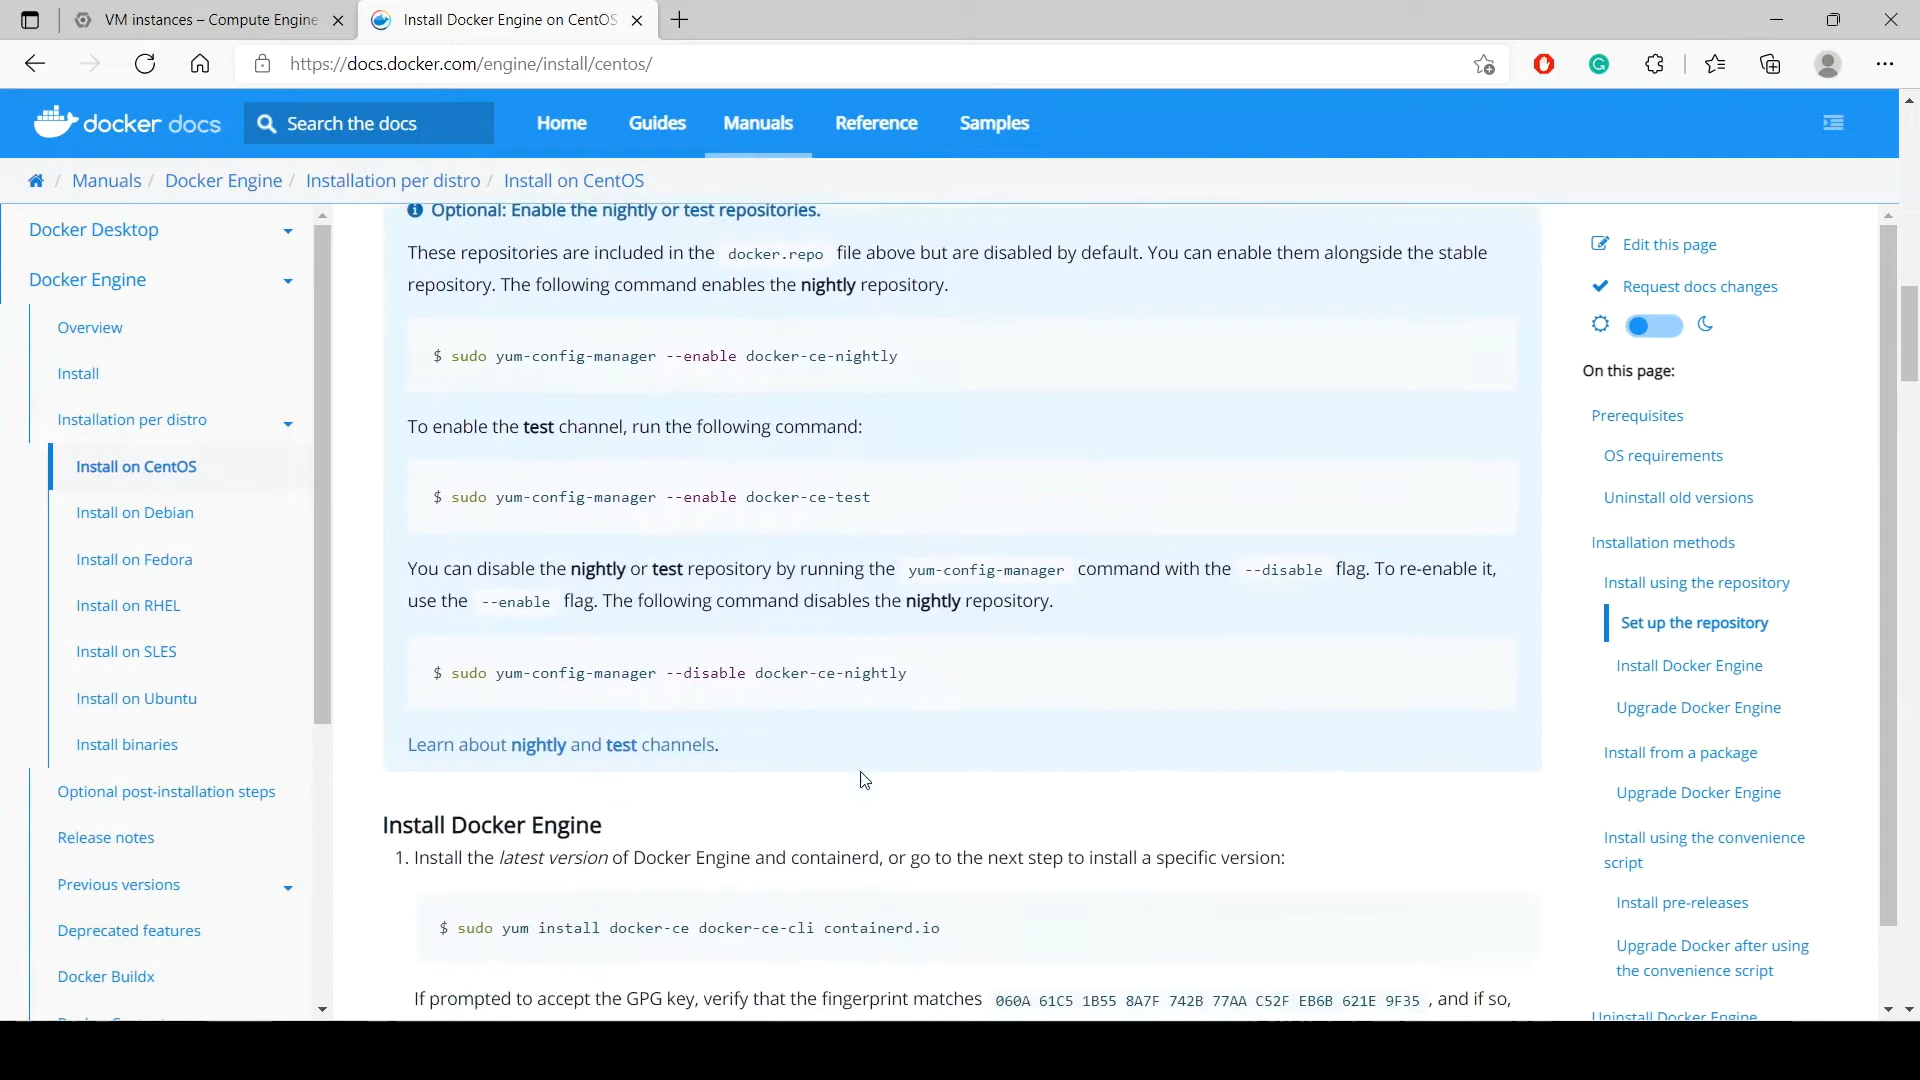 VM instances – Compute Engine
Install Docker Engine on CentOS
https://docs.docker.com/engine/install/centos/
docker docs
Search the docs
Home
Guides
Manuals
Reference
Samples
Manuals / Docker Engine / Installation per distro / Install on CentOS
Docker Desktop
Docker Engine
Overview
Install
Installation per distro
Install on CentOS
Install on Debian
Install on Fedora
Install on RHEL
Install on SLES
Install on Ubuntu
Install binaries
Optional post-installation steps
Release notes
Previous versions
Deprecated features
Docker Buildx
Optional: Enable the nightly or test repositories.
These repositories are included in the docker.repo file above but are disabled by default. You can enable them alongside the stable
repository. The following command enables the nightly repository.
$ sudo yum-config-manager --enable docker-ce-nightly
To enable the test channel, run the following command:
$ sudo yum-config-manager --enable docker-ce-test
You can disable the nightly or test repository by running the yum-config-manager command with the --disable flag. To re-enable it,
use the --enable flag. The following command disables the nightly repository.
$ sudo yum-config-manager --disable docker-ce-nightly
Learn about nightly and test channels.
Install Docker Engine
1. Install the latest version of Docker Engine and containerd, or go to the next step to install a specific version:
$ sudo yum install docker-ce docker-ce-cli containerd.io
If prompted to accept the GPG key, verify that the fingerprint matches 060A 61C5 1B55 8A7F 742B 77AA C52F EB6B 621E 9F35 , and if so,
Edit this page
Request docs changes
On this page:
Prerequisites
OS requirements
Uninstall old versions
Installation methods
Install using the repository
Set up the repository
Install Docker Engine
Upgrade Docker Engine
Install from a package
Upgrade Docker Engine
Install using the convenience
script
Install pre-releases
Upgrade Docker after using
the convenience script
Uninstall Docker Engine